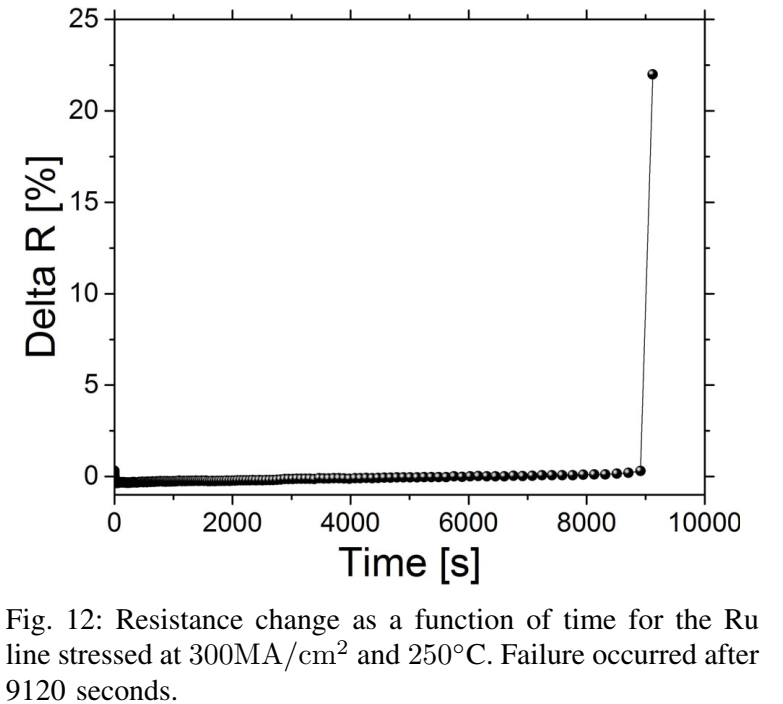 25
20
15
10
5
0
Delta R [%]
0 2000 4000 6000 8000 10000
Time [s]
Fig. 12: Resistance change as a function of time for the Ru
line stressed at 300MA/cm² and 250°C. Failure occurred after
9120 seconds.